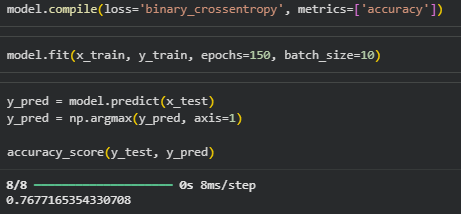 model.compile(loss='binary_crossentropy', metrics=['accuracy'])
model.fit(x_train, y_train, epochs=150, batch_size=10)
y_pred = model.predict(x_test)
y_pred = np.argmax(y_pred, axis=1)
accuracy_score(y_test, y_pred)
8/8 ━━━━━━━━━━━━━━━━━━━━ 0s 8ms/step
0.7677165354330708